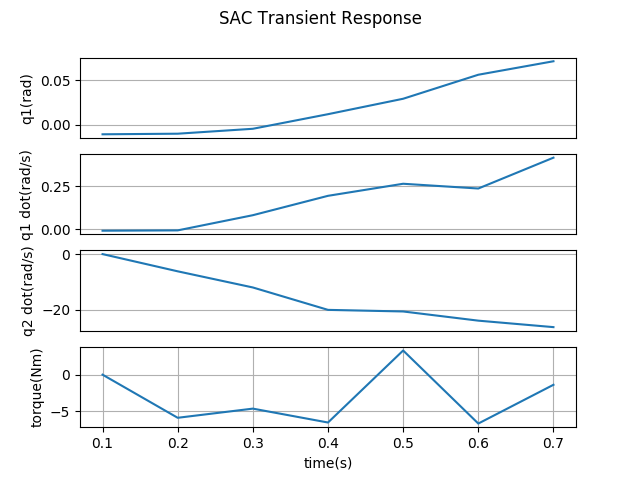 SAC Transient Response
q1(rad)
0.05
0.00
q1 dot(rad/s)
0.25
0.00
q2 dot(rad/s)
0
−20
torque(Nm)
0
−5
0.1 0.2 0.3 0.4 0.5 0.6 0.7
time(s)